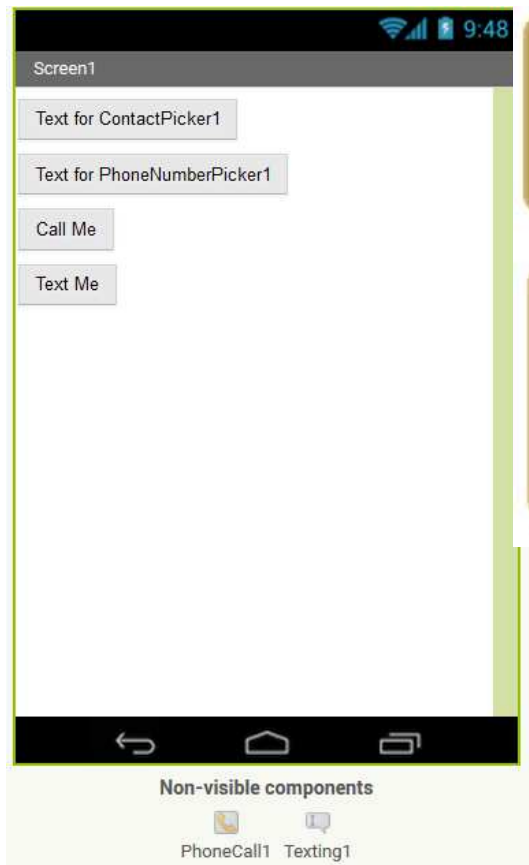 9:48
Screen1
Text for ContactPicker1
Text for PhoneNumberPicker1
Call Me
Text Me
Non-visible components
PhoneCall1 Texting1